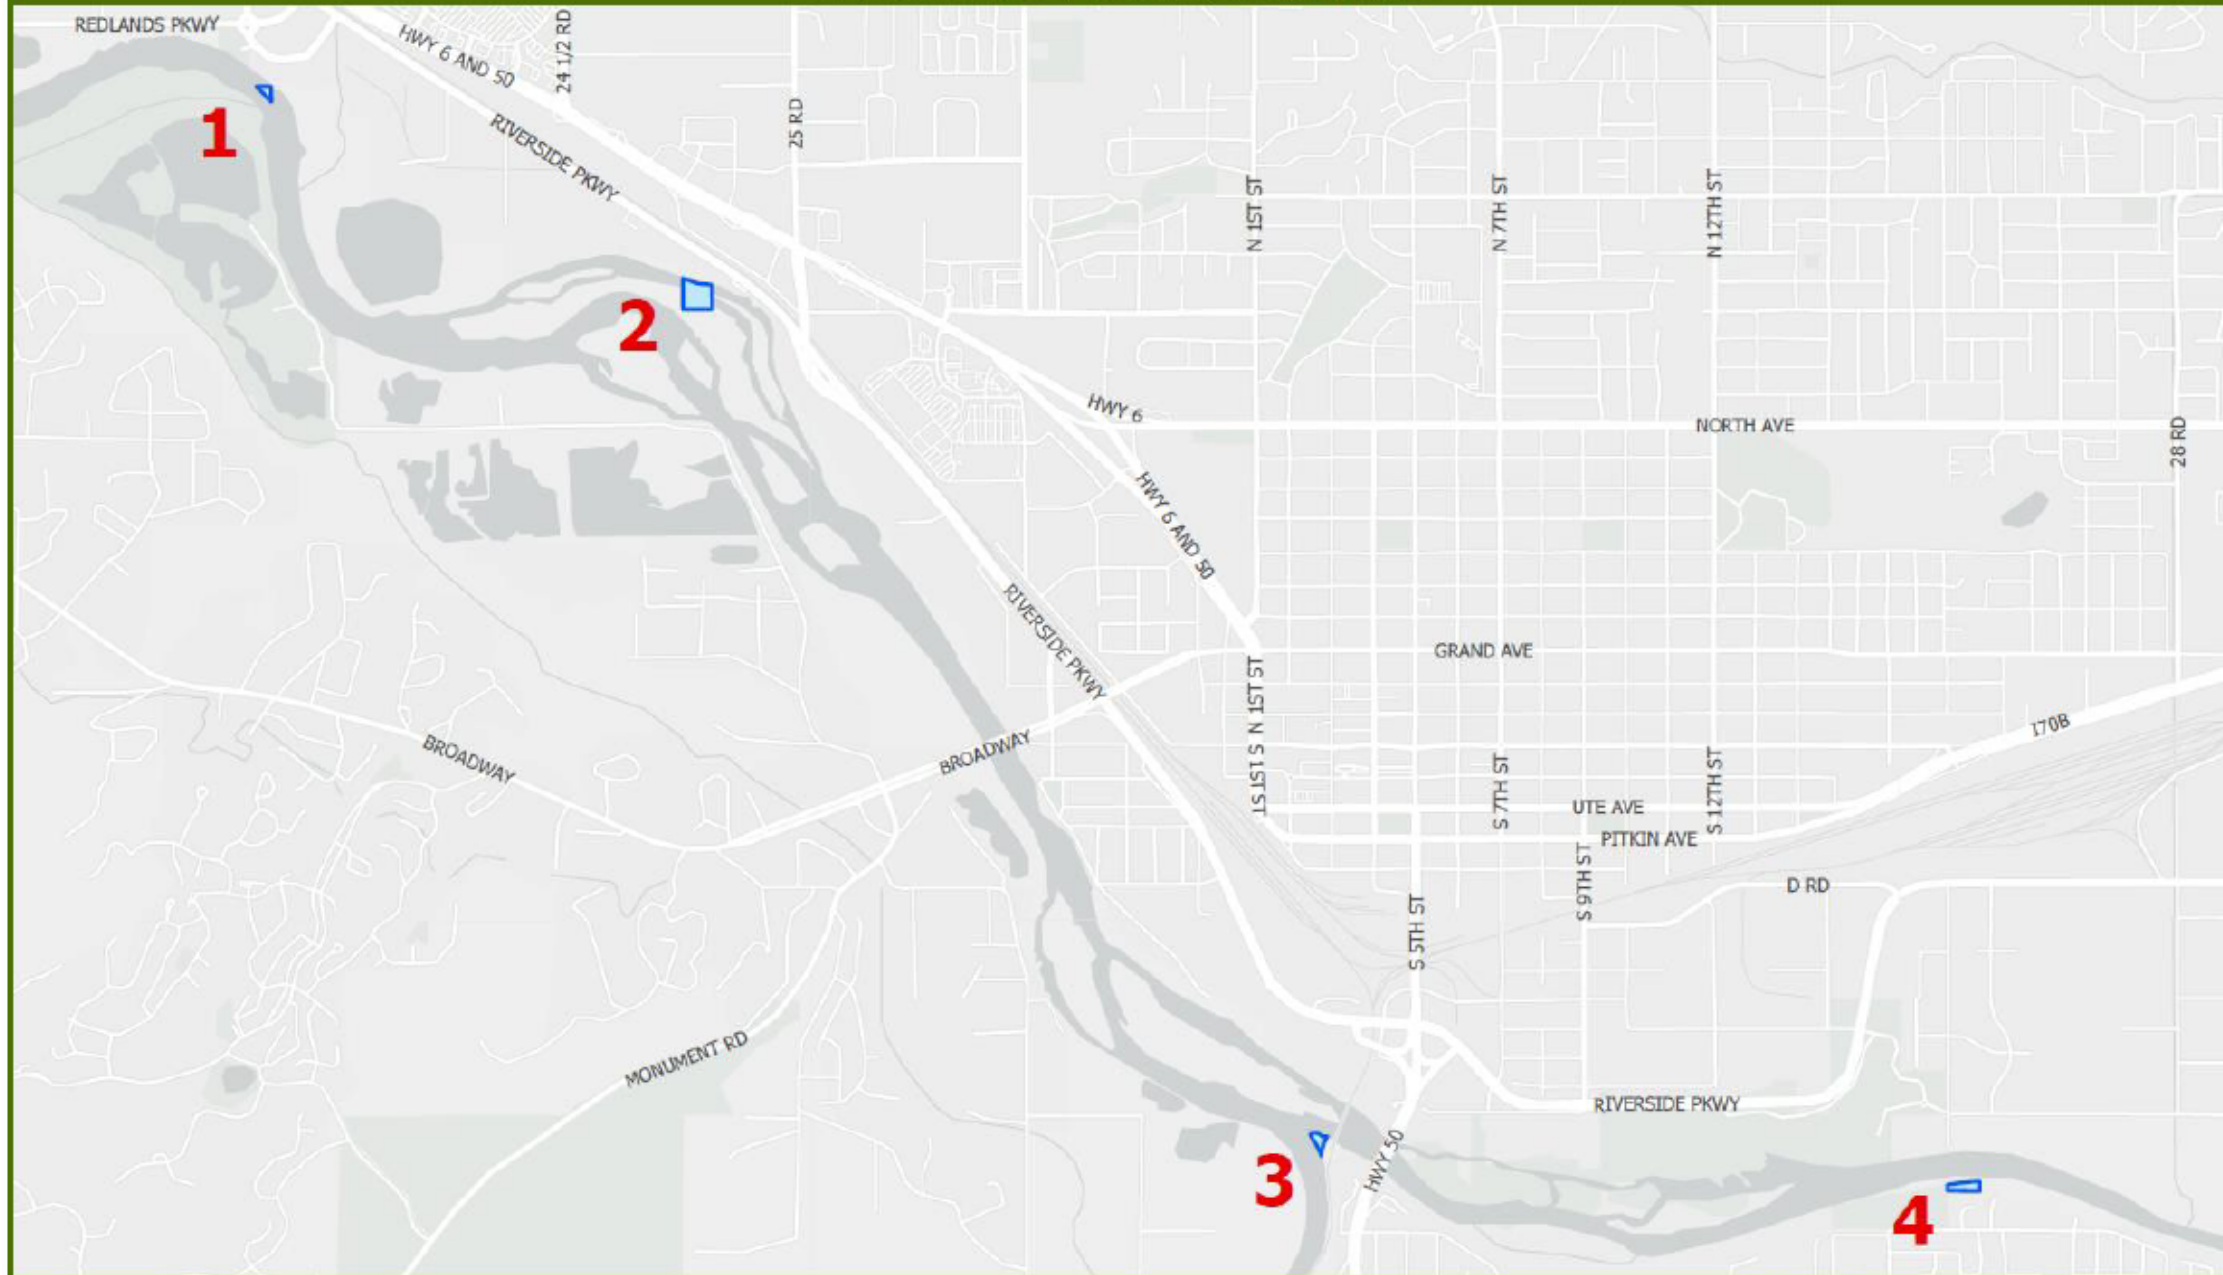 REDLANDS PKWY
HWY 6 AND 50
24 1/2 RD
25 RD
1
RIVERSIDE PKWY
N 1ST ST
N 7TH ST
N 12TH ST
2
HWY 6
NORTH AVE
28 RD
HWY 6 AND 50
RIVERSIDE PKWY
GRAND AVE
N 1ST ST
S 1ST ST
BROADWAY
BROADWAY
I70B
S 7TH ST
UTE AVE
S 12TH ST
PITKIN AVE
S 9TH ST
D RD
S 5TH ST
MONUMENT RD
RIVERSIDE PKWY
HWY 50
3
4